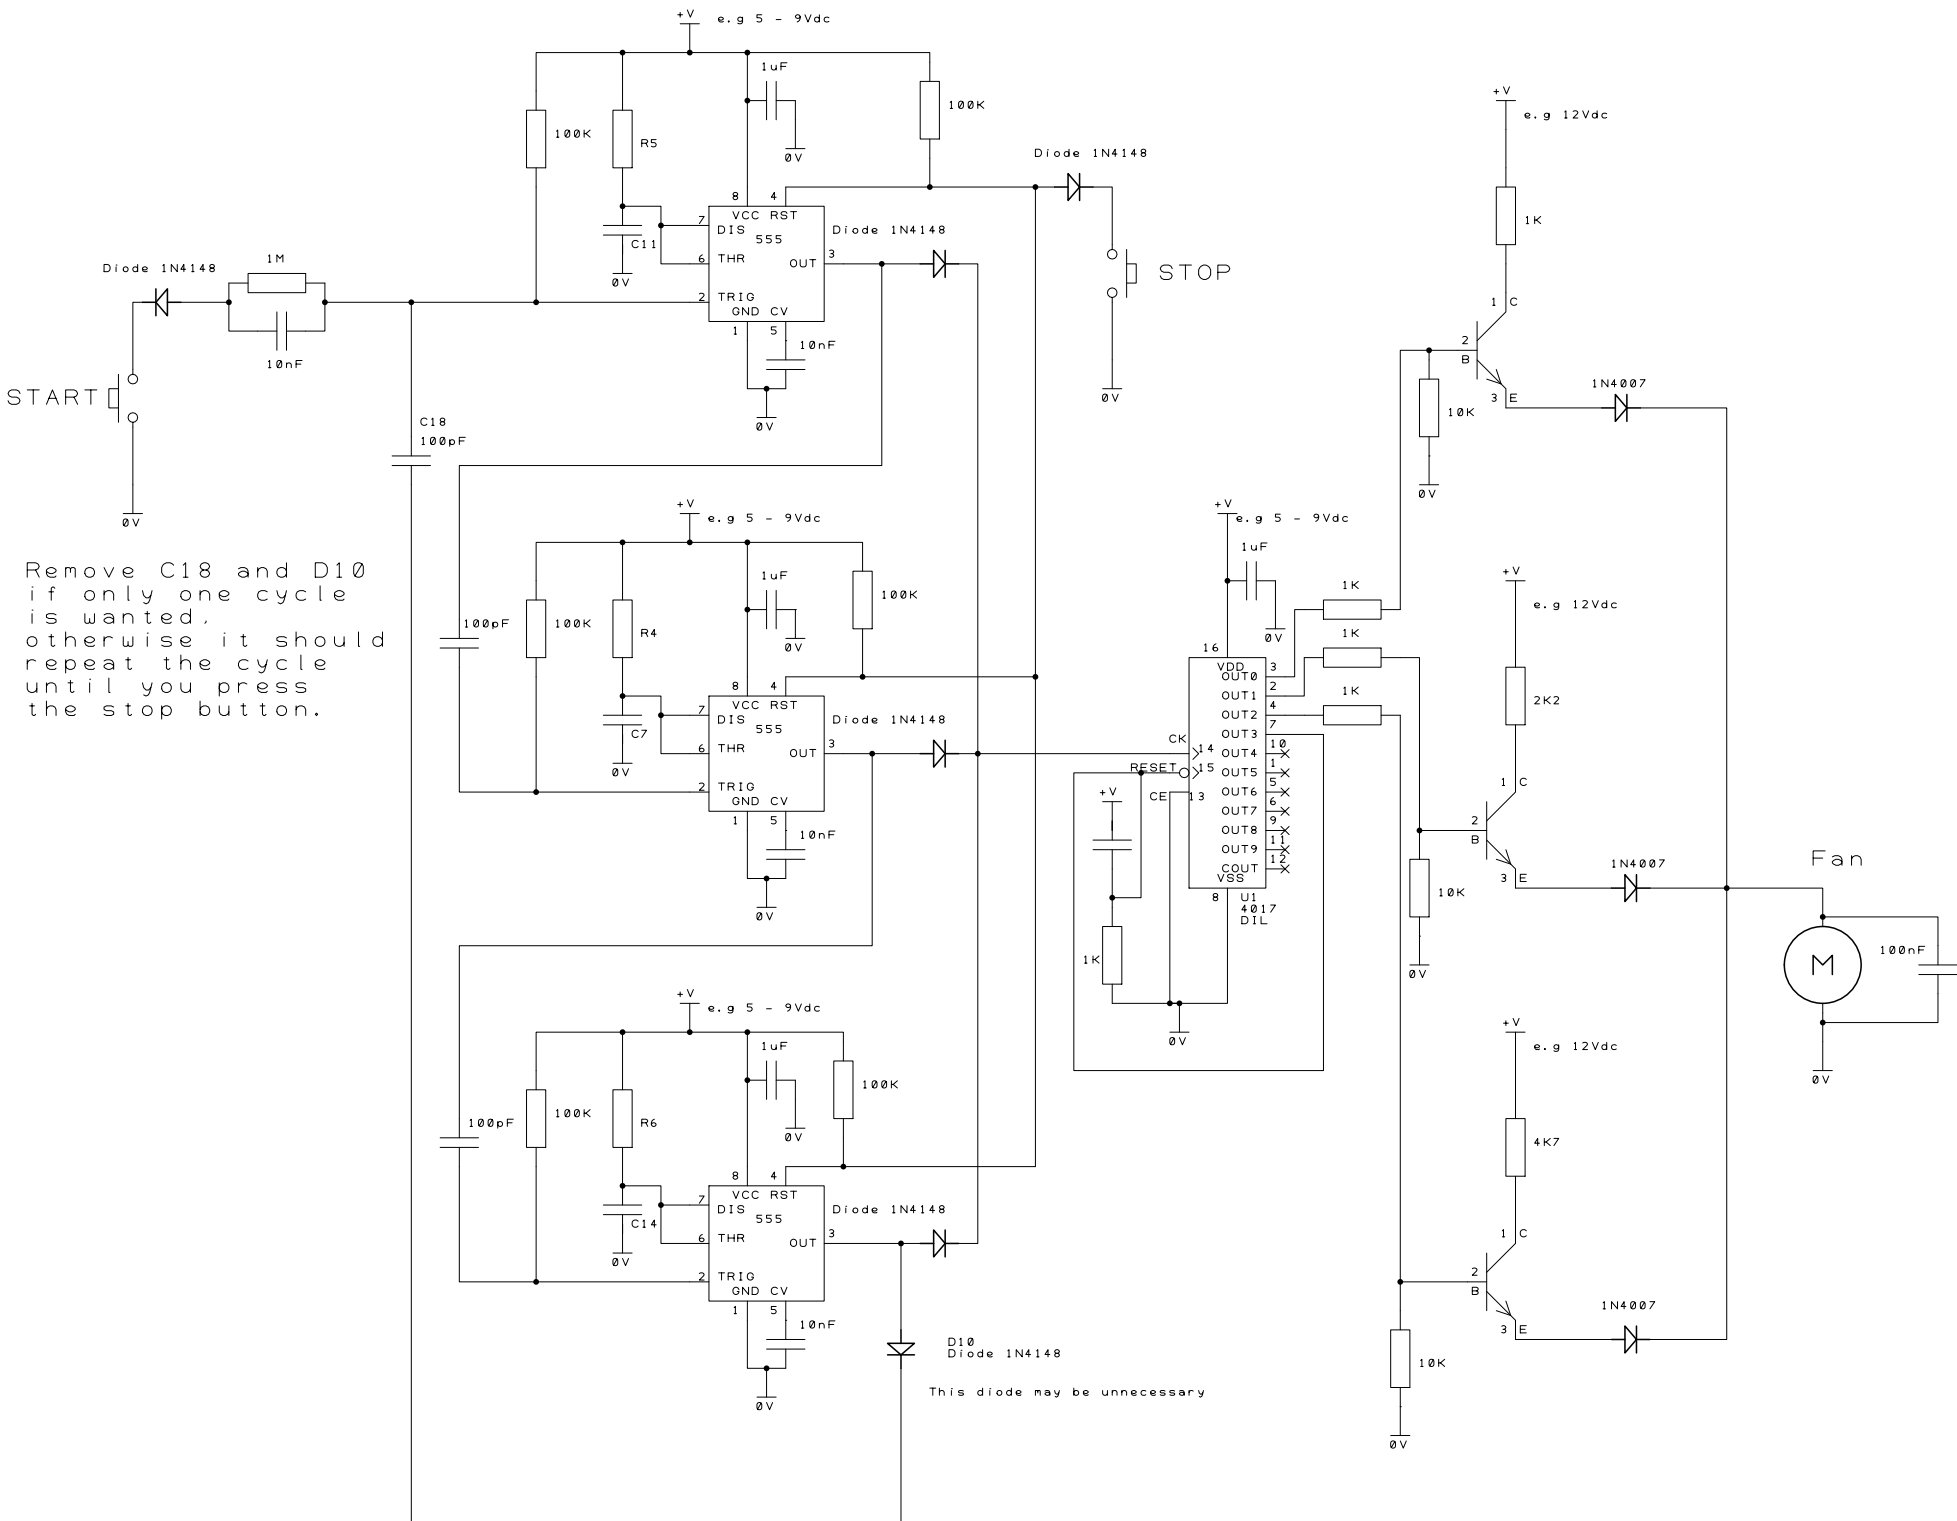 +V e.g 5 - 9Vdc
1uF
0V
100K
R5
100K
Diode 1N4148
8 4
VCC RST
7 DIS
555
C11
0V
6 THR
OUT 3
Diode 1N4148
2 TRIG
GND CV
1 5
10nF
0V
STOP
0V
Diode 1N4148
1M
10nF
START
0V
C18
100pF
Remove C18 and D10
if only one cycle
is wanted,
otherwise it should
repeat the cycle
until you press
the stop button.
+V e.g 5 - 9Vdc
1uF
0V
100K
R4
100K
100pF
8 4
VCC RST
7 DIS
555
C7
0V
6 THR
OUT 3
Diode 1N4148
2 TRIG
GND CV
1 5
10nF
0V
+V e.g 5 - 9Vdc
1uF
0V
100K
R6
100K
100pF
8 4
VCC RST
7 DIS
555
C14
0V
6 THR
OUT 3
Diode 1N4148
2 TRIG
GND CV
1 5
10nF
0V
D10
Diode 1N4148
This diode may be unnecessary
+V
e.g 5 - 9Vdc
1uF
0V
16
VDD
OUT0 3
OUT1 2
OUT2 4
OUT3 7
OUT4 10
OUT5 1
OUT6 5
OUT7 6
OUT8 9
OUT9 11
COUT 12
VSS
8 U1
4017
DIL
CK 14
RESET 15
CE 13
+V
1K
0V
1K
1K
1K
+V
e.g 12Vdc
1K
1 C
2
B
3 E
10K
0V
1N4007
+V
e.g 12Vdc
2K2
1 C
2
B
3 E
10K
0V
1N4007
+V
e.g 12Vdc
4K7
1 C
2
B
3 E
10K
0V
1N4007
Fan
M
100nF
0V